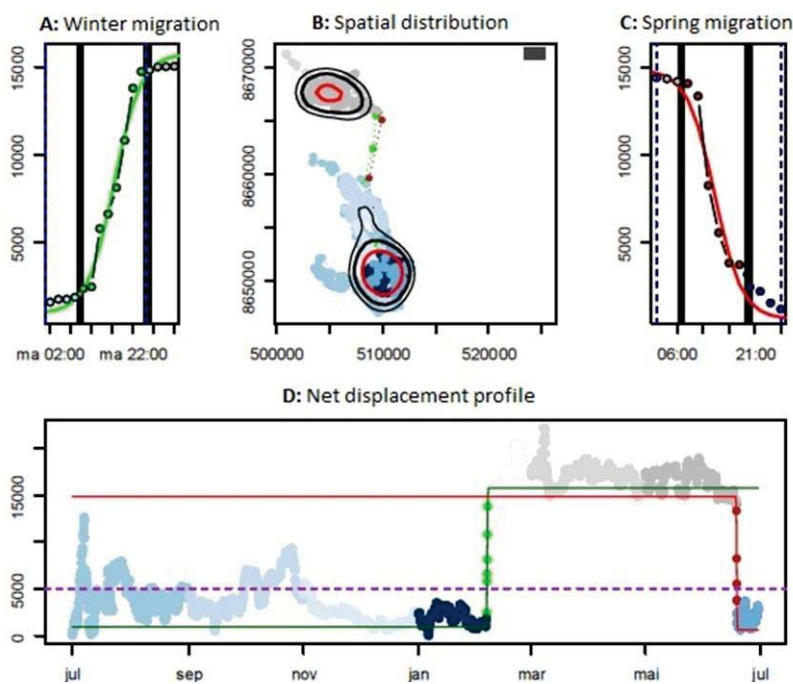 A: Winter migration
B: Spatial distribution
C: Spring migration
15000
10000
5000
ma 02:00 ma 22:00
8670000
8660000
8650000
500000 510000 520000
15000
10000
5000
06:00 21:00
D: Net displacement profile
15000
5000
0
jul sep nov jan mar mai jul